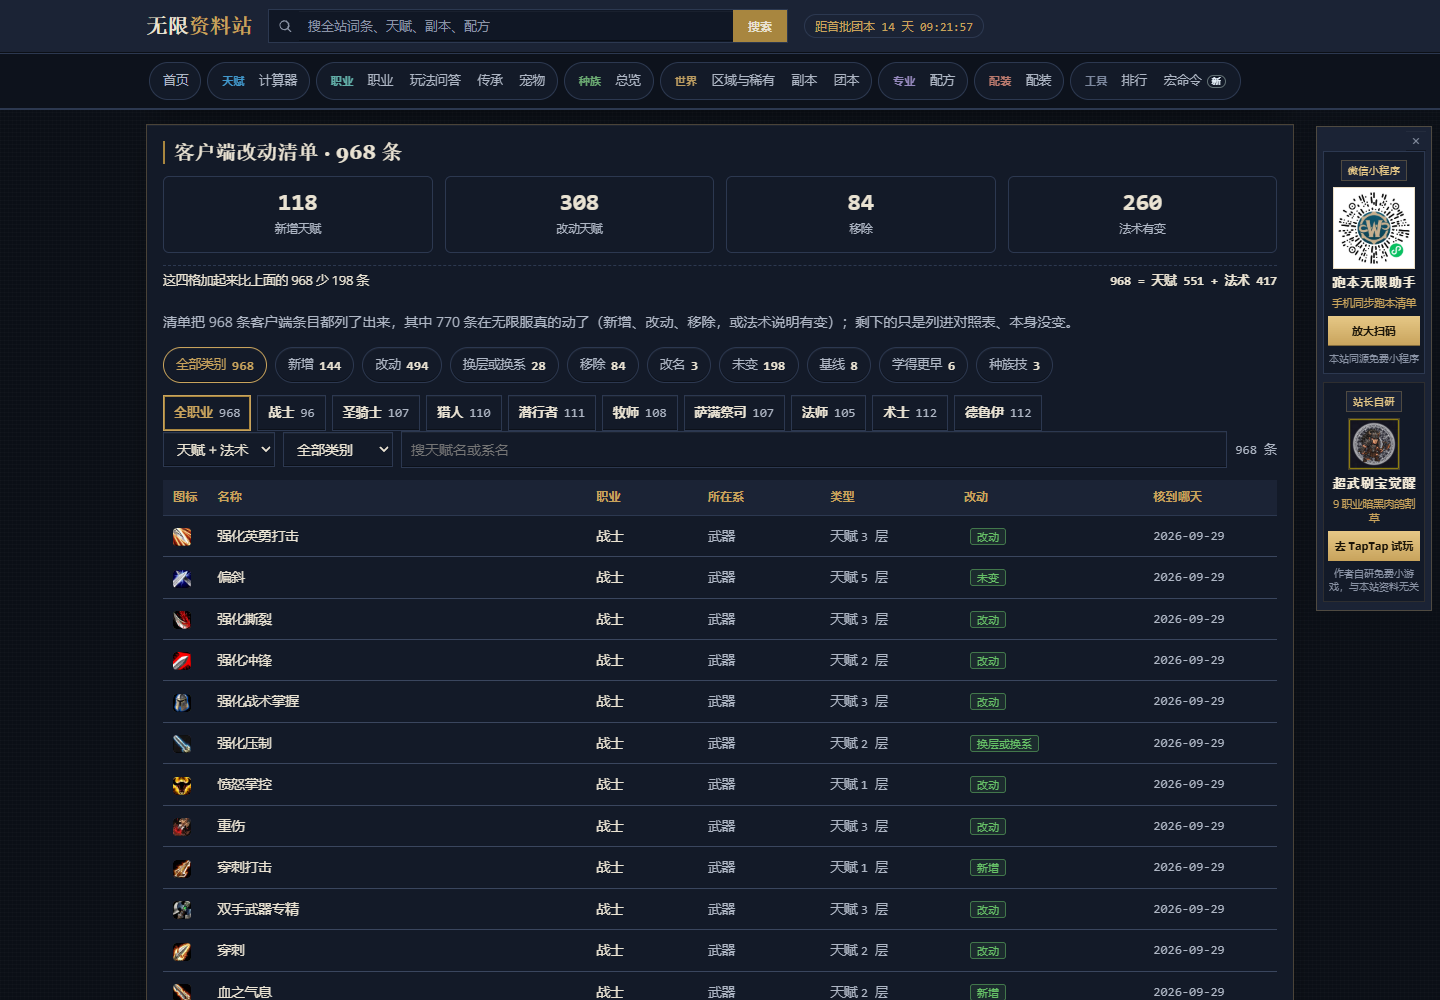 无限资料站
搜全站词条、天赋、副本、配方
搜索
距首批团本 14 天 09:21:57
首页
天赋 计算器
职业 职业 玩法问答 传承 宠物
种族 总览
世界 区域与稀有 副本 团本
专业 配方
配装 配装
工具 排行 宏命令 新
客户端改动清单 · 968 条
118
新增天赋
308
改动天赋
84
移除
260
法术有变
这四格加起来比上面的 968 少 198 条
968 = 天赋 551 + 法术 417
清单把 968 条客户端条目都列了出来，其中 770 条在无限服真的动了（新增、改动、移除，或法术说明有变）；剩下的只是列进对照表、本身没变。
全部类别 968 新增 144 改动 494 换层或换系 28 移除 84 改名 3 未变 198 基线 8 学得更早 6 种族技 3
全职业 968 战士 96 圣骑士 107 猎人 110 潜行者 111 牧师 108 萨满祭司 107 法师 105 术士 112 德鲁伊 112
天赋 + 法术 全部类别 搜天赋名或系名 968 条
图标 名称 职业 所在系 类型 改动 核到哪天
强化英勇打击 战士 武器 天赋 3 层 改动 2026-09-29
偏斜 战士 武器 天赋 5 层 未变 2026-09-29
强化撕裂 战士 武器 天赋 3 层 改动 2026-09-29
强化冲锋 战士 武器 天赋 2 层 改动 2026-09-29
强化战术掌握 战士 武器 天赋 3 层 改动 2026-09-29
强化压制 战士 武器 天赋 2 层 换层或换系 2026-09-29
愤怒掌控 战士 武器 天赋 1 层 改动 2026-09-29
重伤 战士 武器 天赋 3 层 改动 2026-09-29
穿刺打击 战士 武器 天赋 1 层 新增 2026-09-29
双手武器专精 战士 武器 天赋 3 层 改动 2026-09-29
穿刺 战士 武器 天赋 2 层 改动 2026-09-29
血之气息 战士 武器 天赋 2 层 新增 2026-09-29
×
微信小程序
跑本无限助手
手机同步跑本清单
放大扫码
本站同源免费小程序
站长自研
超武刷宝觉醒
9 职业暗黑肉鸽割
草
去 TapTap 试玩
作者自研免费小游
戏，与本站资料无关